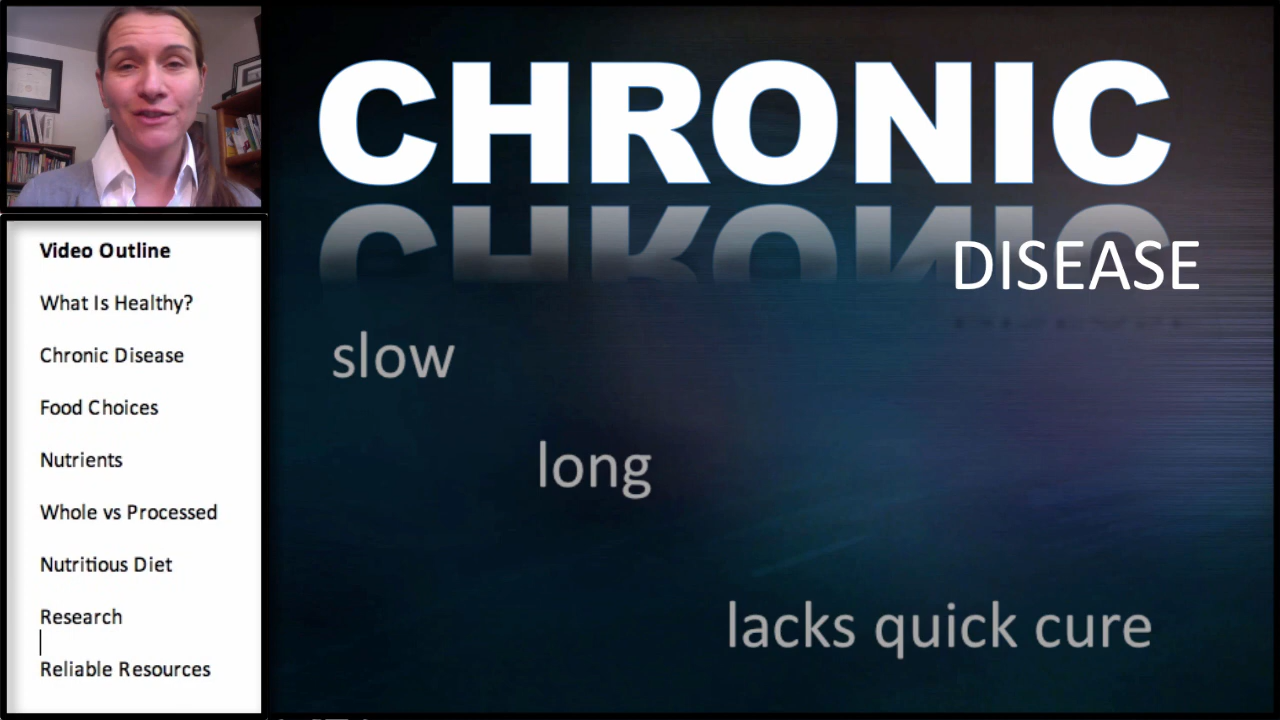 CHRONIC
DISEASE
slow
long
lacks quick cure
Video Outline
What Is Healthy?
Chronic Disease
Food Choices
Nutrients
Whole vs Processed
Nutritious Diet
Research
Reliable Resources